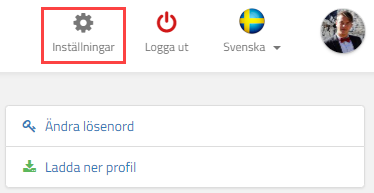 Inställningar Logga ut Svenska
Ändra lösenord
Ladda ner profil